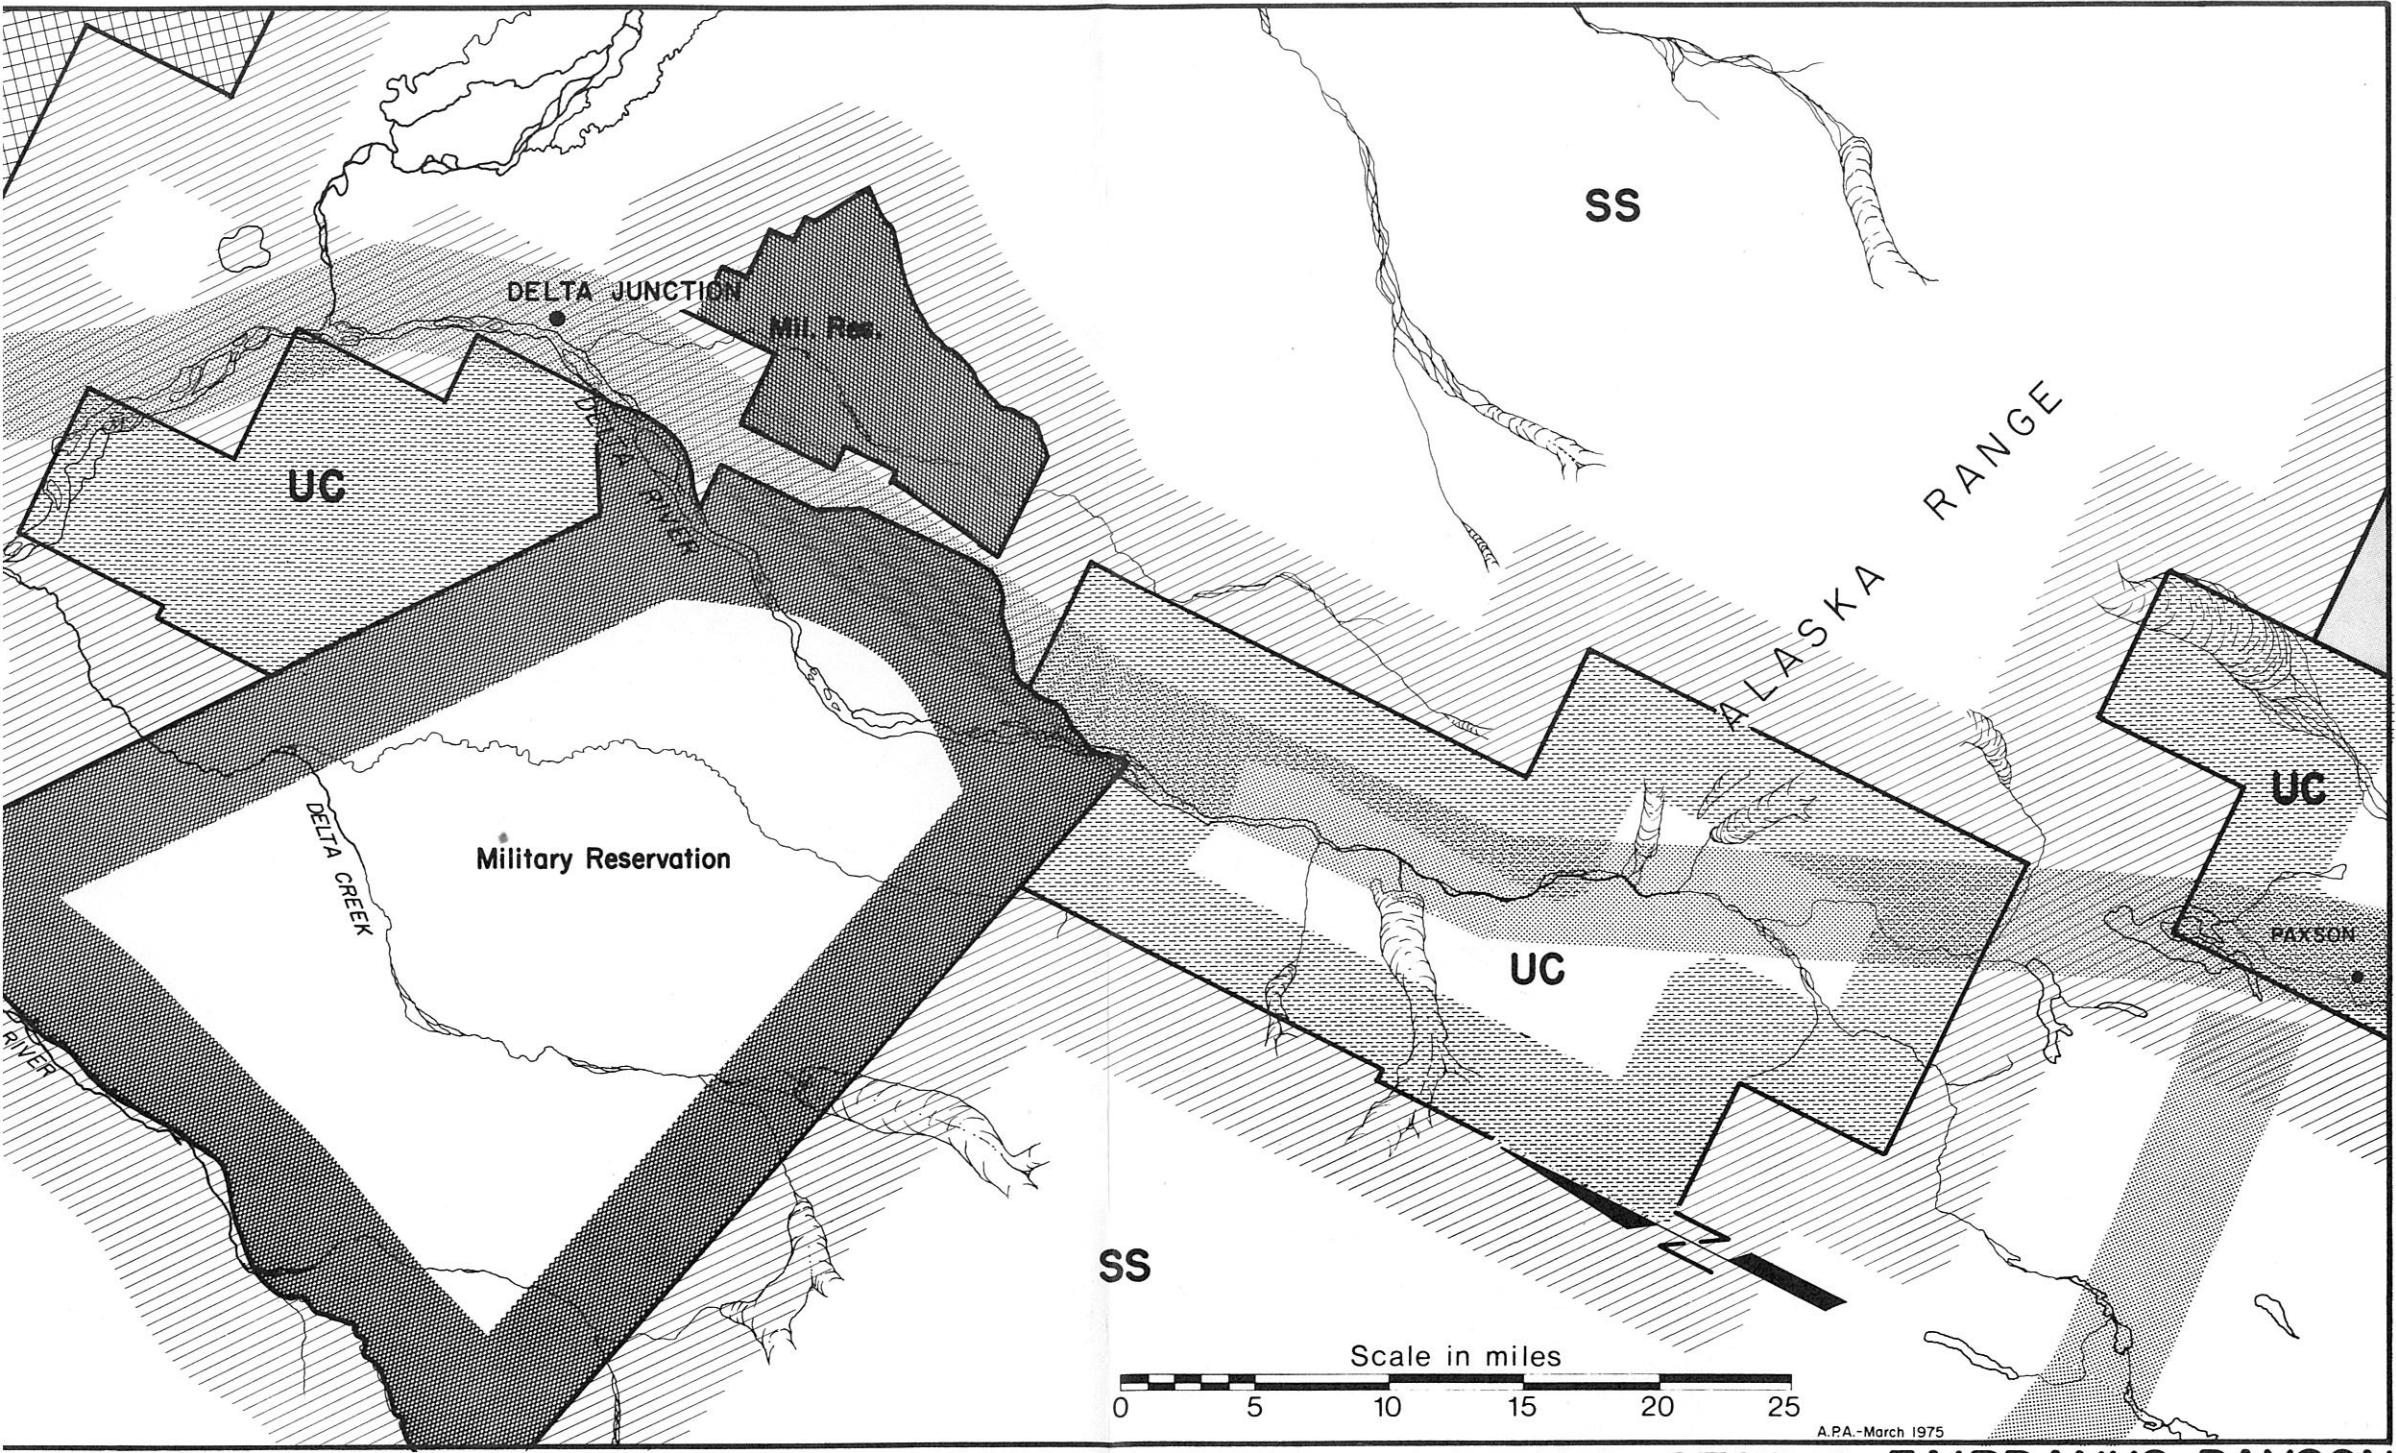 SS
DELTA JUNCTION
Mil. Res.
ALASKA RANGE
UC
DELTA RIVER
UC
Military Reservation
DELTA CREEK
PAXSON
UC
RIVER
SS
Scale in miles
0 5 10 15 20 25
A.P.A.-March 1975